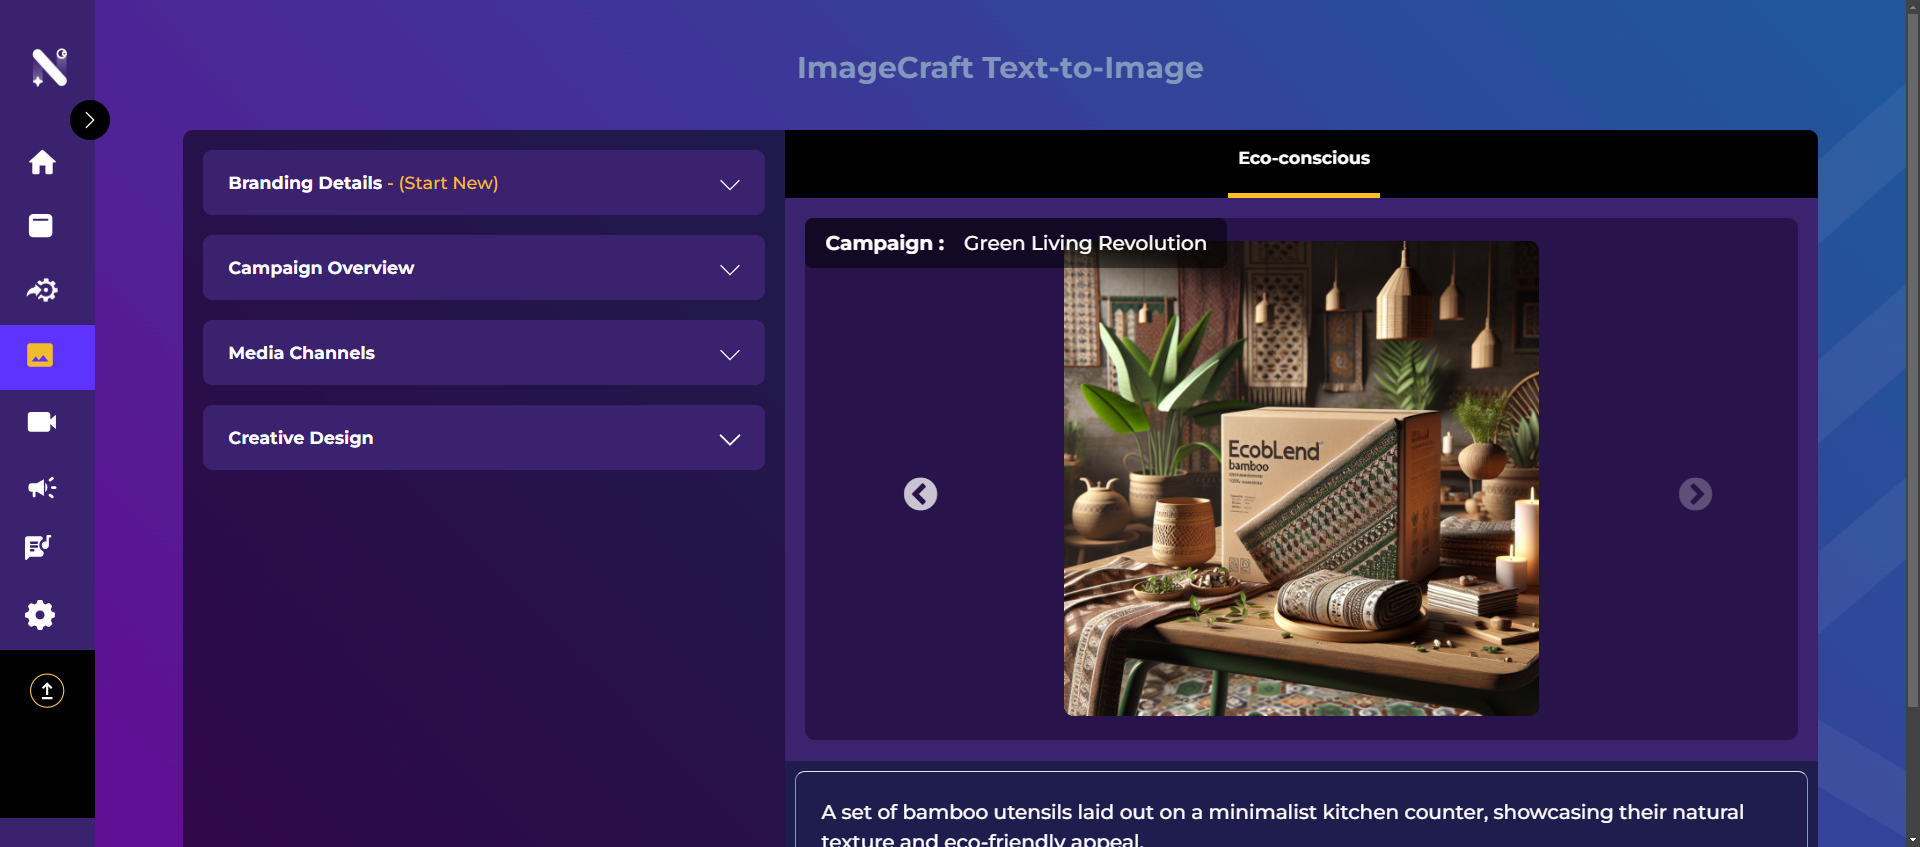 ImageCraft Text-to-Image
Branding Details - (Start New)
Campaign Overview
Media Channels
Creative Design
Eco-conscious
Campaign : Green Living Revolution
EcobLend
bamboo
A set of bamboo utensils laid out on a minimalist kitchen counter, showcasing their natural
texture and eco-friendly appeal.